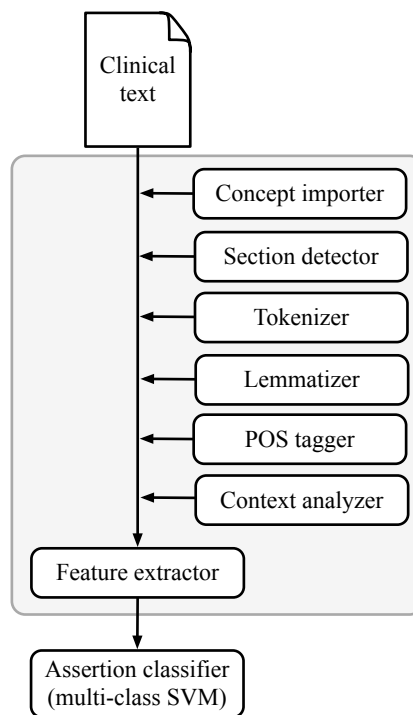 Clinical
text
Concept importer
Section detector
Tokenizer
Lemmatizer
POS tagger
Context analyzer
Feature extractor
Assertion classifier
(multi-class SVM)